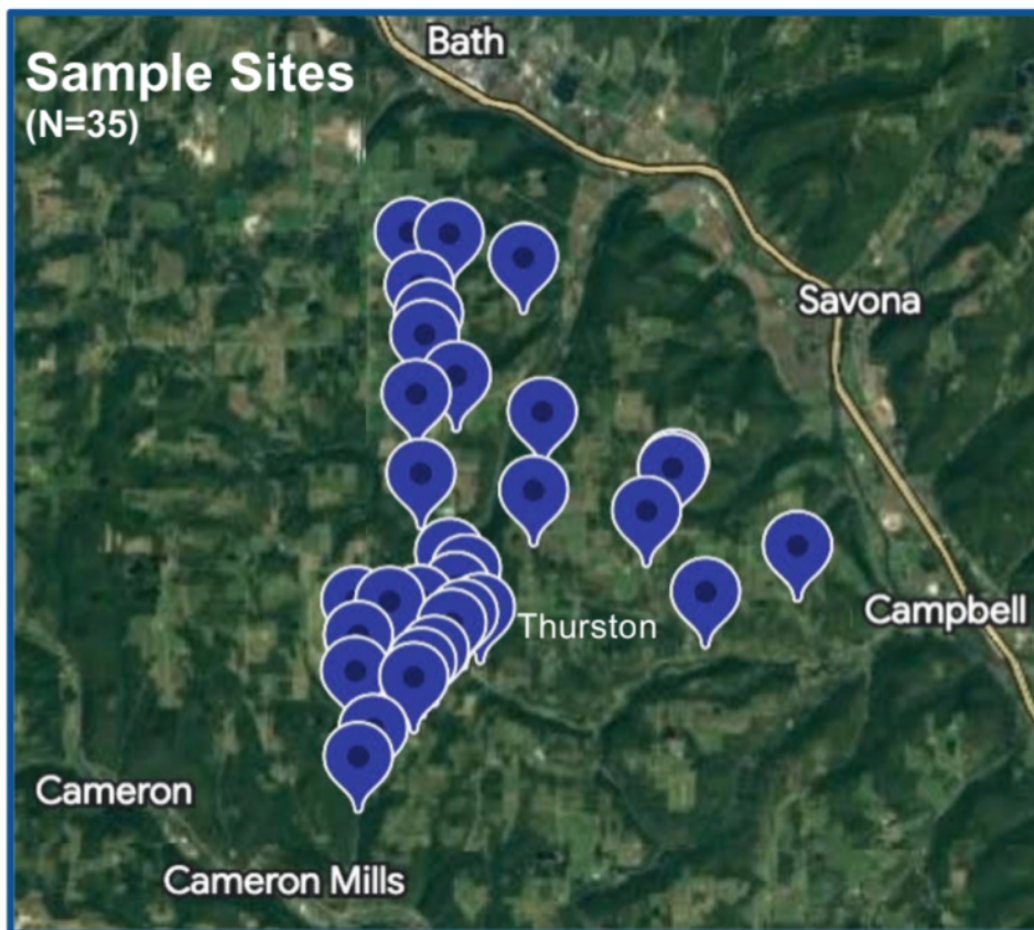 Bath
Sample Sites
(N=35)
Savona
Campbell
Thurston
Cameron
Cameron Mills